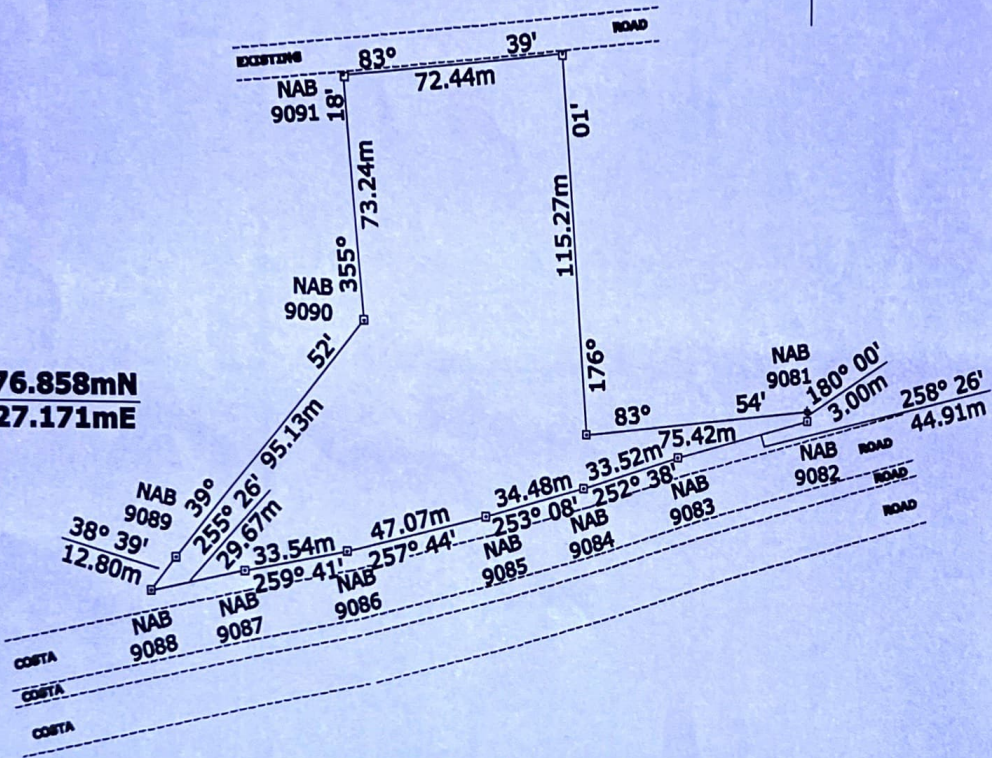 EXISTING
ROAD
83° 39'
72.44m
NAB
9091
18'
73.24m
355°
01'
115.27m
176°
NAB
9090
52'
76.858mN
27.171mE
95.13m
39°
NAB
9089
38° 39'
12.80m
255° 26'
29.67m
NAB
9081
83° 54'
75.42m
180° 00'
3.00m
258° 26'
44.91m
33.52m
252° 38'
34.48m
253° 08'
47.07m
257° 44'
33.54m
259° 41'
NAB
9082
NAB
9083
NAB
9084
NAB
9085
NAB
9086
NAB
9087
NAB
9088
ROAD
ROAD
ROAD
COSTA
COSTA
COSTA